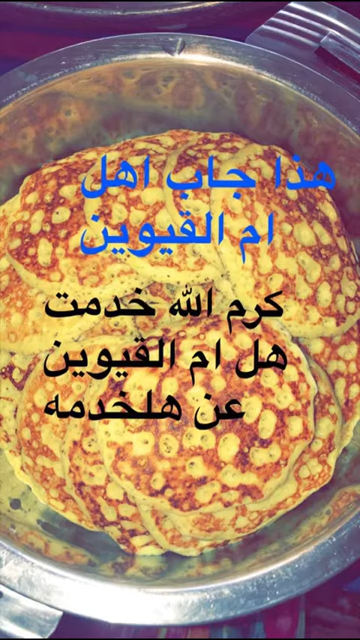 هذا جاب اهل
ام القيوين
كرم الله خدمت
هل ام القيوين
عن هلخدمه